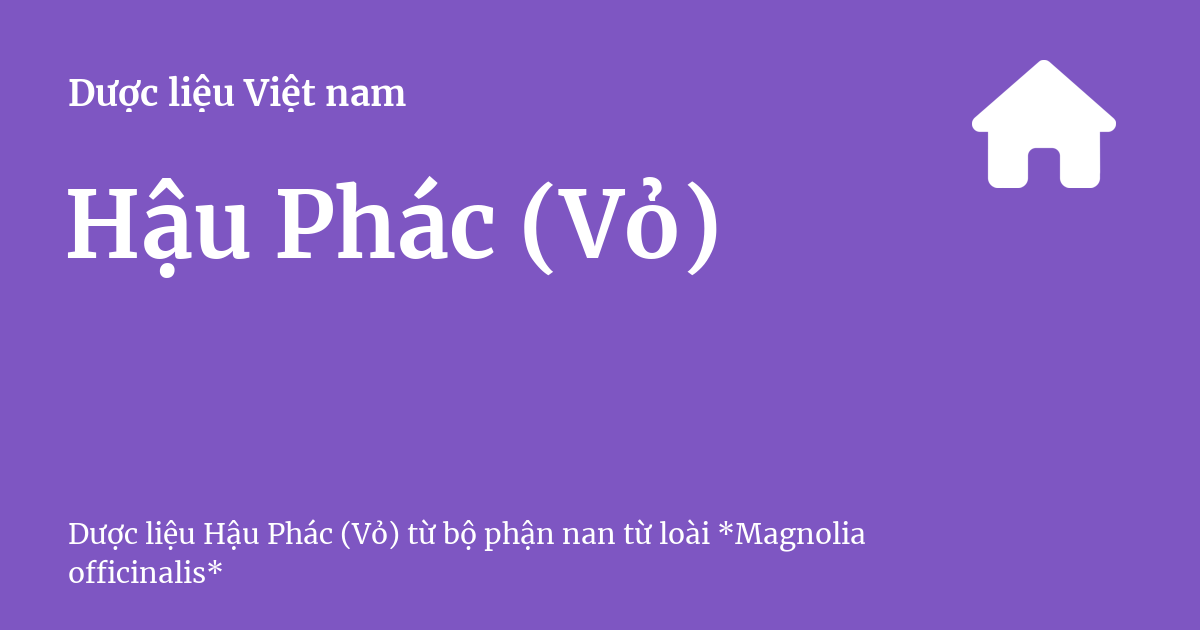 Dược liệu Việt nam
Hậu Phác (Vỏ)
Dược liệu Hậu Phác (Vỏ) từ bộ phận nan từ loài *Magnolia
officinalis*